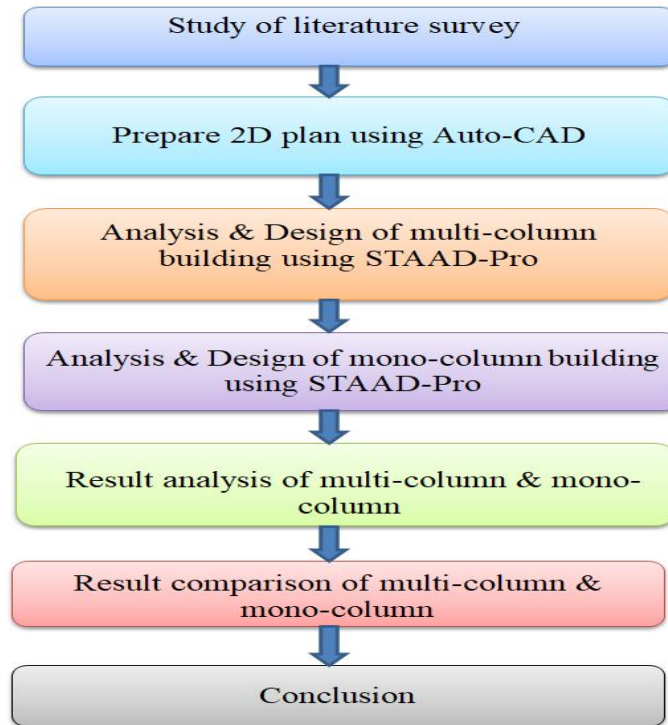 Study of literature survey
Prepare 2D plan using Auto-CAD
Analysis & Design of multi-column
building using STAAD-Pro
Analysis & Design of mono-column building
using STAAD-Pro
Result analysis of multi-column & mono-
column
Result comparison of multi-column &
mono-column
Conclusion